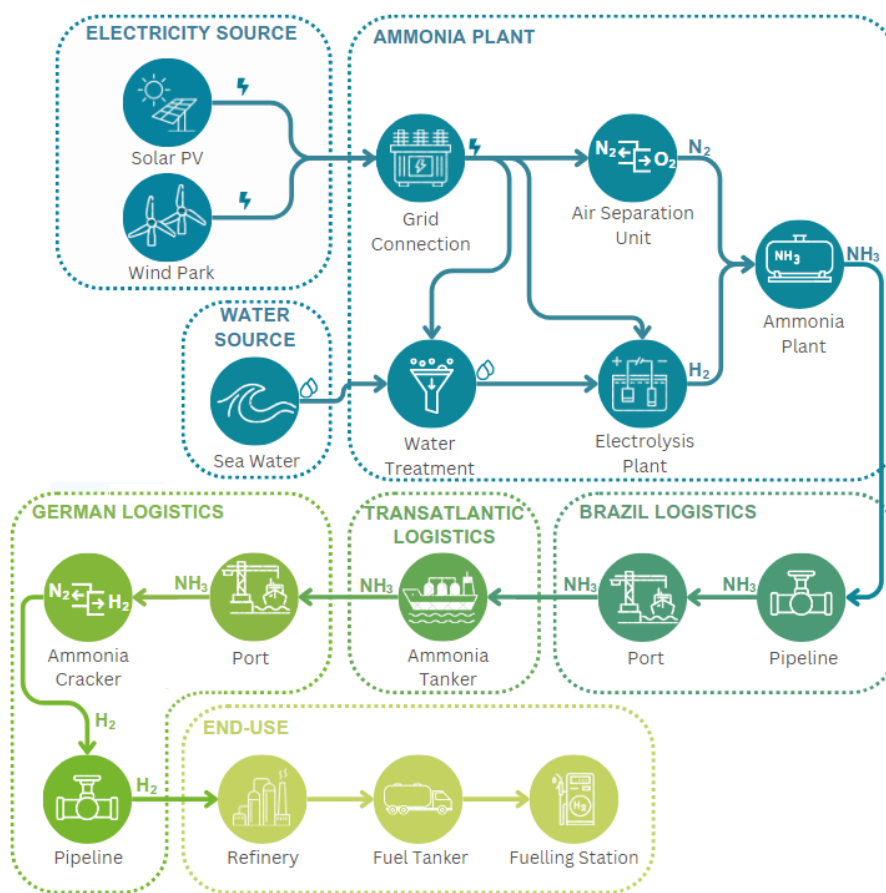 ELECTRICITY SOURCE
Solar PV
Wind Park
AMMONIA PLANT
Grid
Connection
N₂
O₂
N₂
Air Separation
Unit
NH₃
NH₃
Ammonia
Plant
WATER
SOURCE
Sea Water
Water
Treatment
+ −
H₂
Electrolysis
Plant
BRAZIL LOGISTICS
NH₃
Pipeline
NH₃
Port
TRANSATLANTIC
LOGISTICS
NH₃
Ammonia
Tanker
GERMAN LOGISTICS
NH₃
Port
N₂
H₂
Ammonia
Cracker
H₂
H₂
Pipeline
END-USE
Refinery
Fuel Tanker
H₂
Fuelling Station